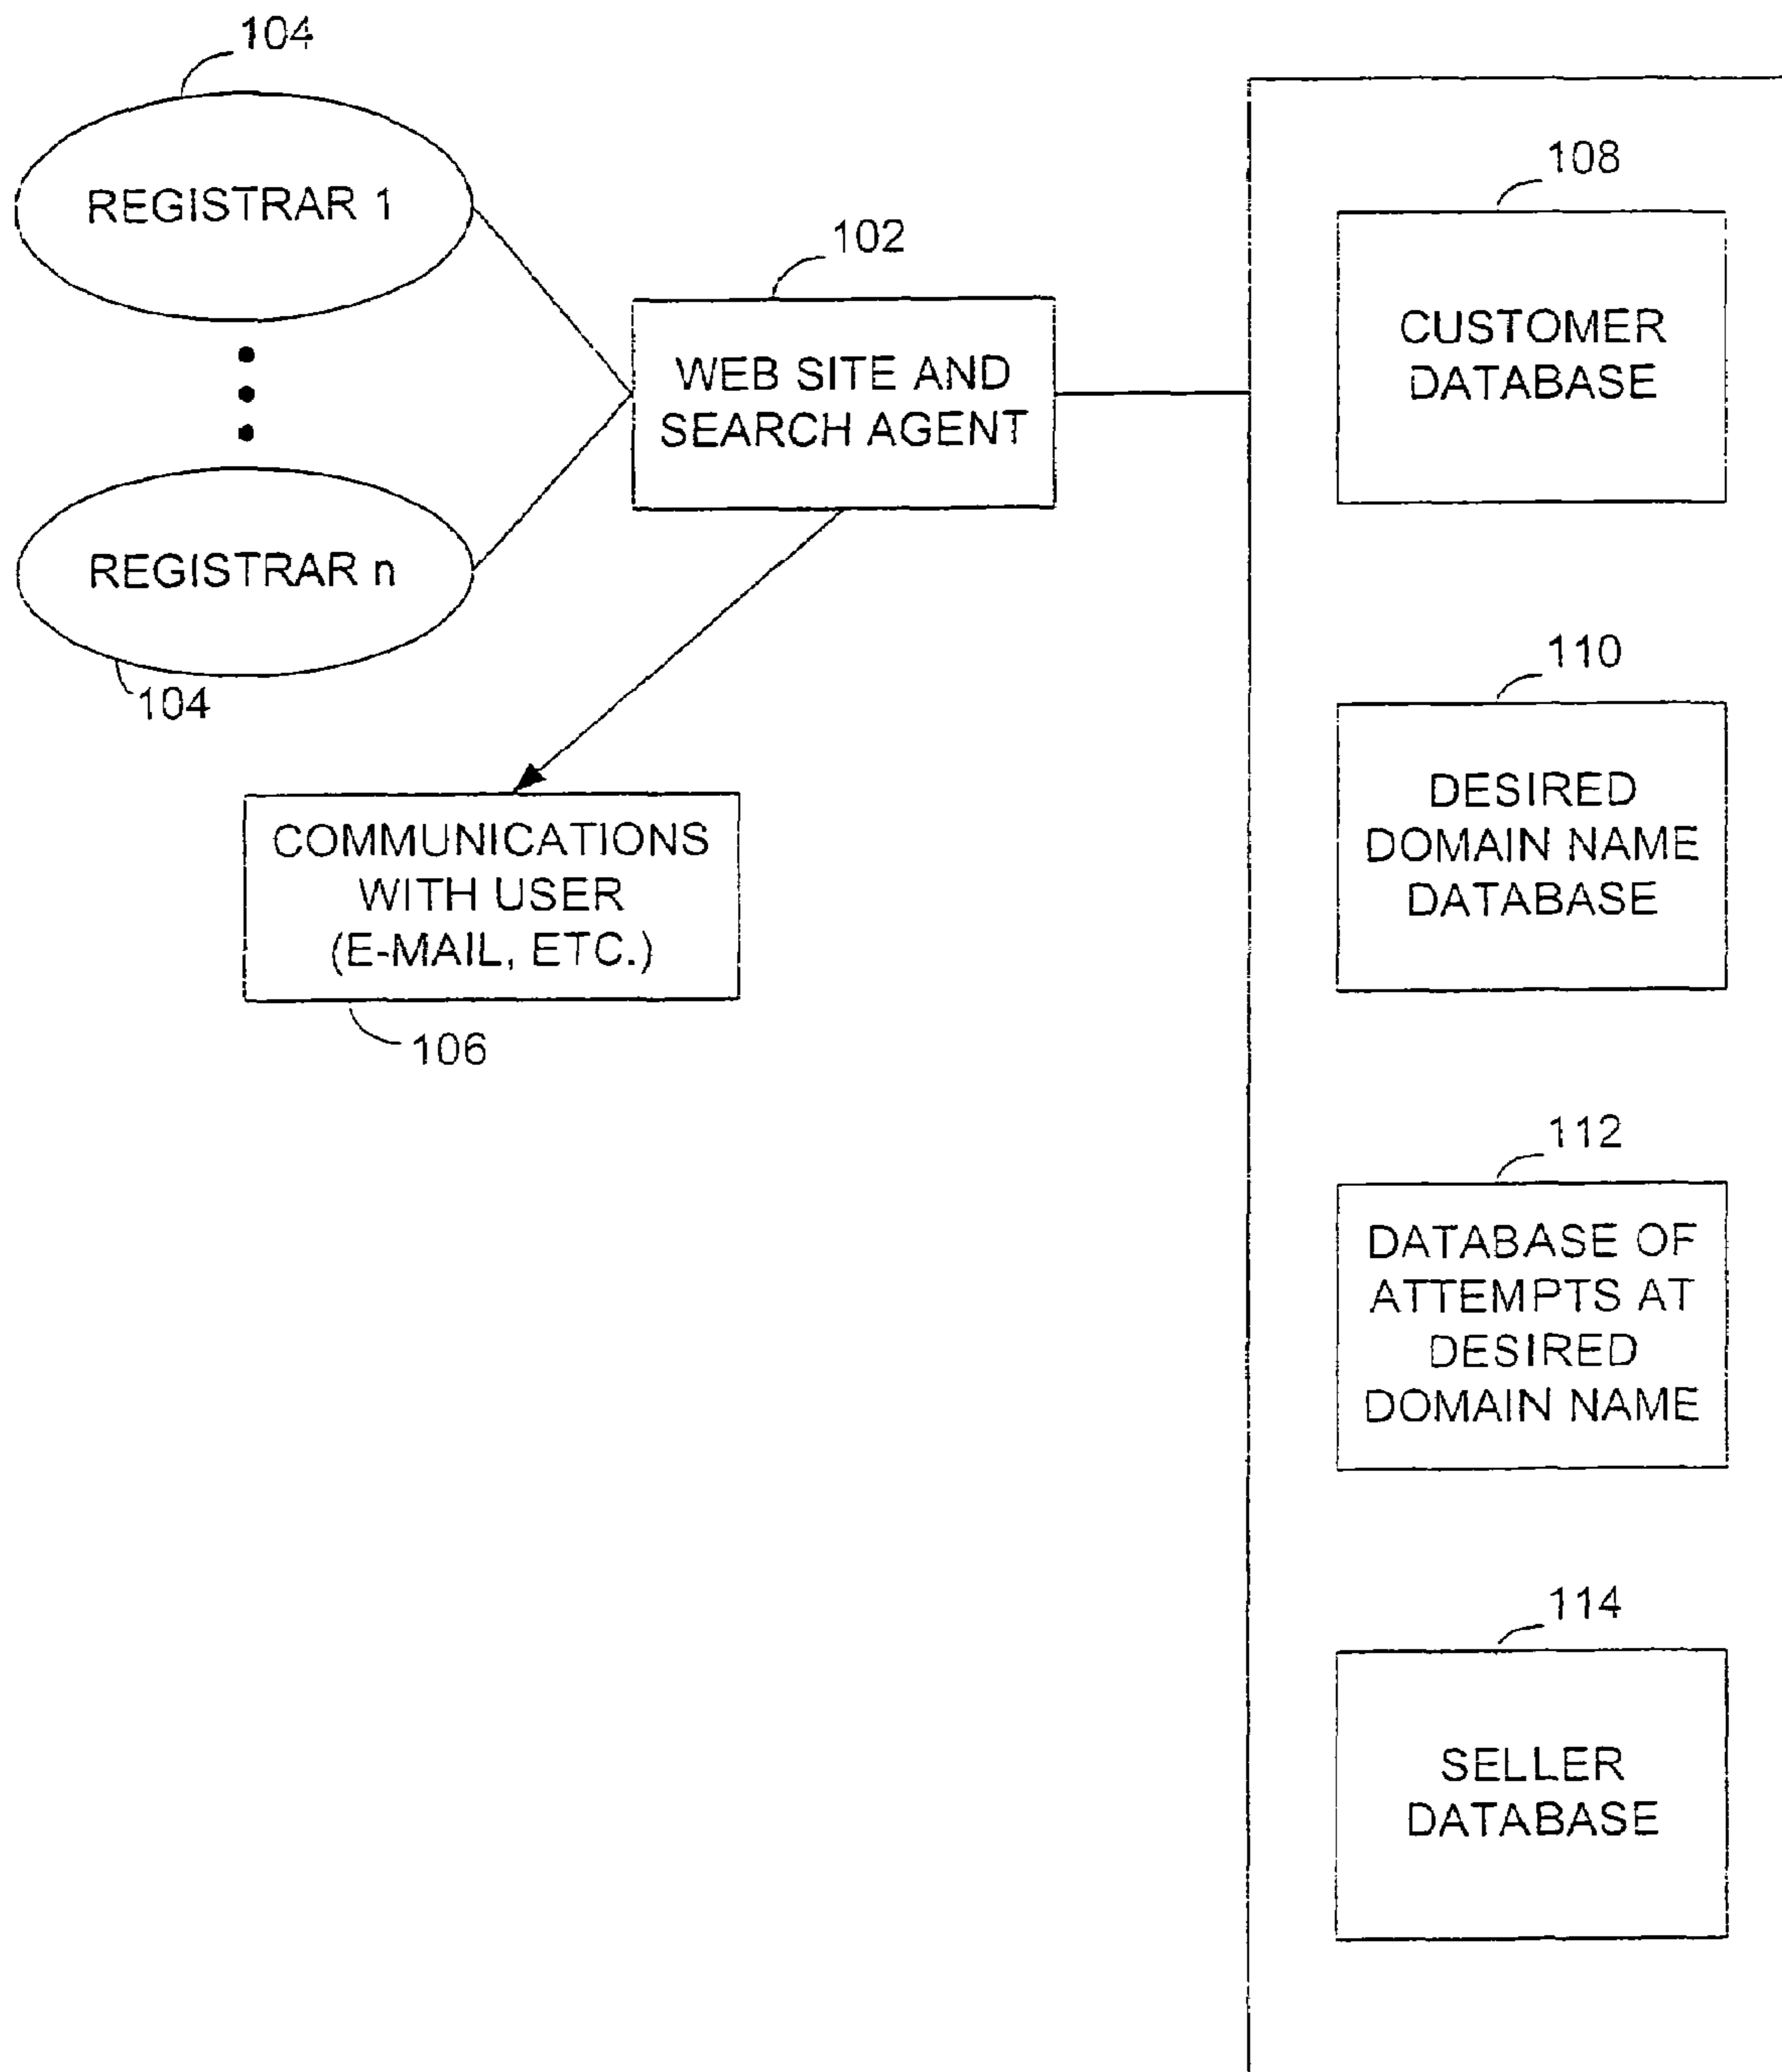 104
REGISTRAR 1
REGISTRAR n
104
102
WEB SITE AND
SEARCH AGENT
COMMUNICATIONS
WITH USER
(E-MAIL, ETC.)
106
108
CUSTOMER
DATABASE
110
DESIRED
DOMAIN NAME
DATABASE
112
DATABASE OF
ATTEMPTS AT
DESIRED
DOMAIN NAME
114
SELLER
DATABASE